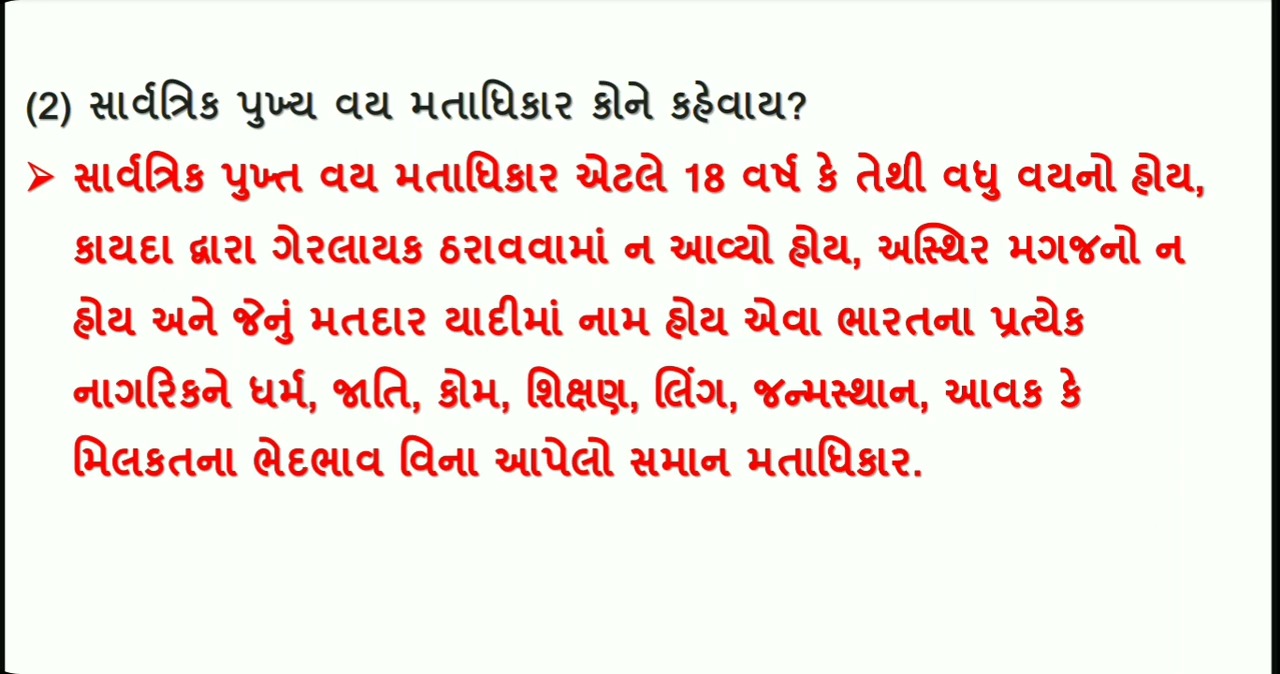 (2) સાર્વત્રિક પુખ્ય વય મતાધિકાર કોને કહેવાય?
➢ સાર્વત્રિક પુખ્ત વય મતાધિકાર એટલે 18 વર્ષ કે તેથી વધુ વયનો હોય,
કાયદા દ્વારા ગેરલાયક ઠરાવવામાં ન આવ્યો હોય, અસ્થિર મગજનો ન
હોય અને જેનું મતદાર યાદીમાં નામ હોય એવા ભારતના પ્રત્યેક
નાગરિકને ધર્મ, જાતિ, કોમ, શિક્ષણ, લિંગ, જન્મસ્થાન, આવક કે
મિલકતના ભેદભાવ વિના આપેલો સમાન મતાધિકાર.